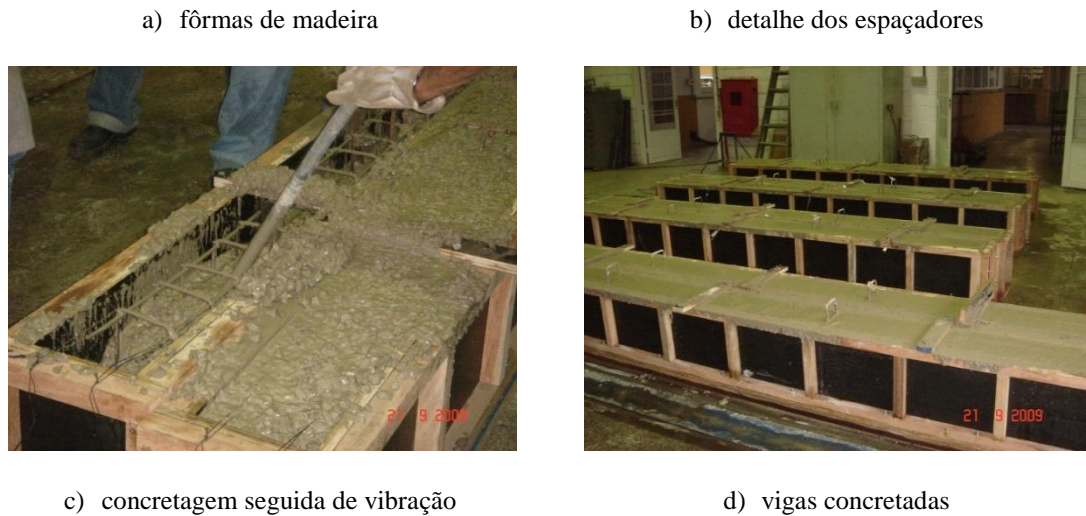 a) fôrmas de madeira
b) detalhe dos espaçadores
21 9 2009
21 9 2009
c) concretagem seguida de vibração
d) vigas concretadas